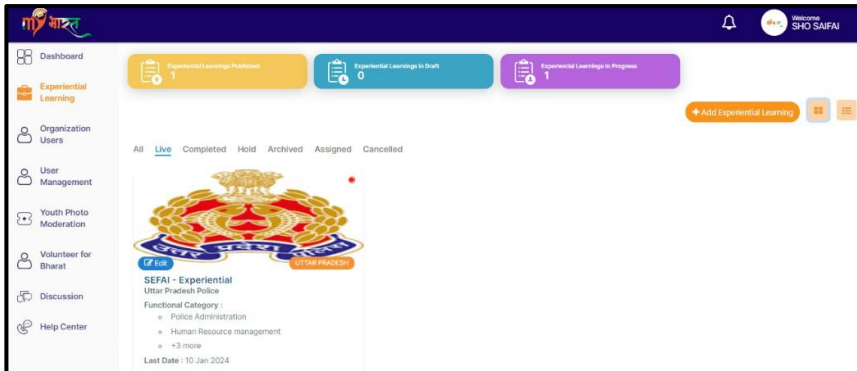 my भारत
Welcome
SHO SAIFAI
Dashboard
Experiential
Learning
Organization
Users
User
Management
Youth Photo
Moderation
Volunteer for
Bharat
Discussion
Help Center
Experiential Learnings Published
1
Experiential Learnings In Draft
0
Experiential Learnings In Progress
1
+Add Experiential Learning
All Live Completed Hold Archived Assigned Cancelled
उत्तर प्रदेश पुलिस
Edit
UTTAR PRADESH
SEFAI - Experiential
Uttar Pradesh Police
Functional Category :
Police Administration
Human Resource management
+3 more
Last Date : 10 Jan 2024